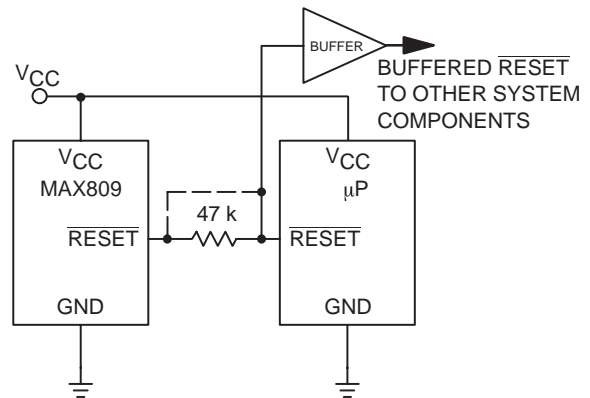 BUFFER
BUFFERED RESET
TO OTHER SYSTEM
COMPONENTS
VCC
VCC
MAX809
RESET
GND
47 k
VCC
μP
RESET
GND